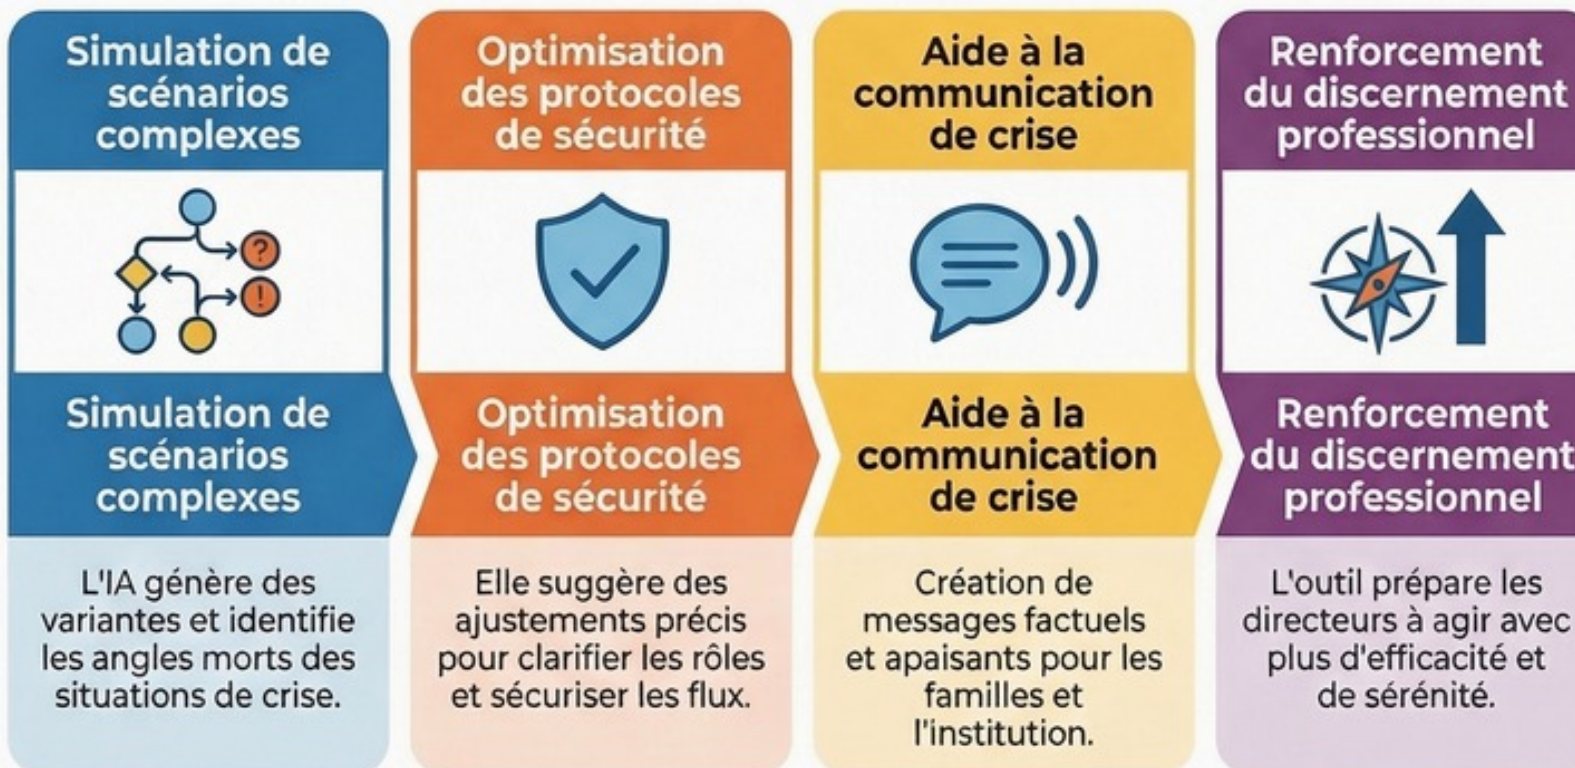 Simulation de
scénarios
complexes
Simulation de
scénarios
complexes
L'IA génère des
variantes et identifie
les angles morts des
situations de crise.
Optimisation
des protocoles
de sécurité
Optimisation
des protocoles
de sécurité
Elle suggère des
ajustements précis
pour clarifier les rôles
et sécuriser les flux.
Aide à la
communication
de crise
Aide à la
communication
de crise
Création de
messages factuels
et apaisants pour les
familles et
l'institution.
Renforcement
du discernement
professionnel
Renforcement
du discernement
professionnel
L'outil prépare les
directeurs à agir avec
plus d'efficacité et
de sérénité.
?
!